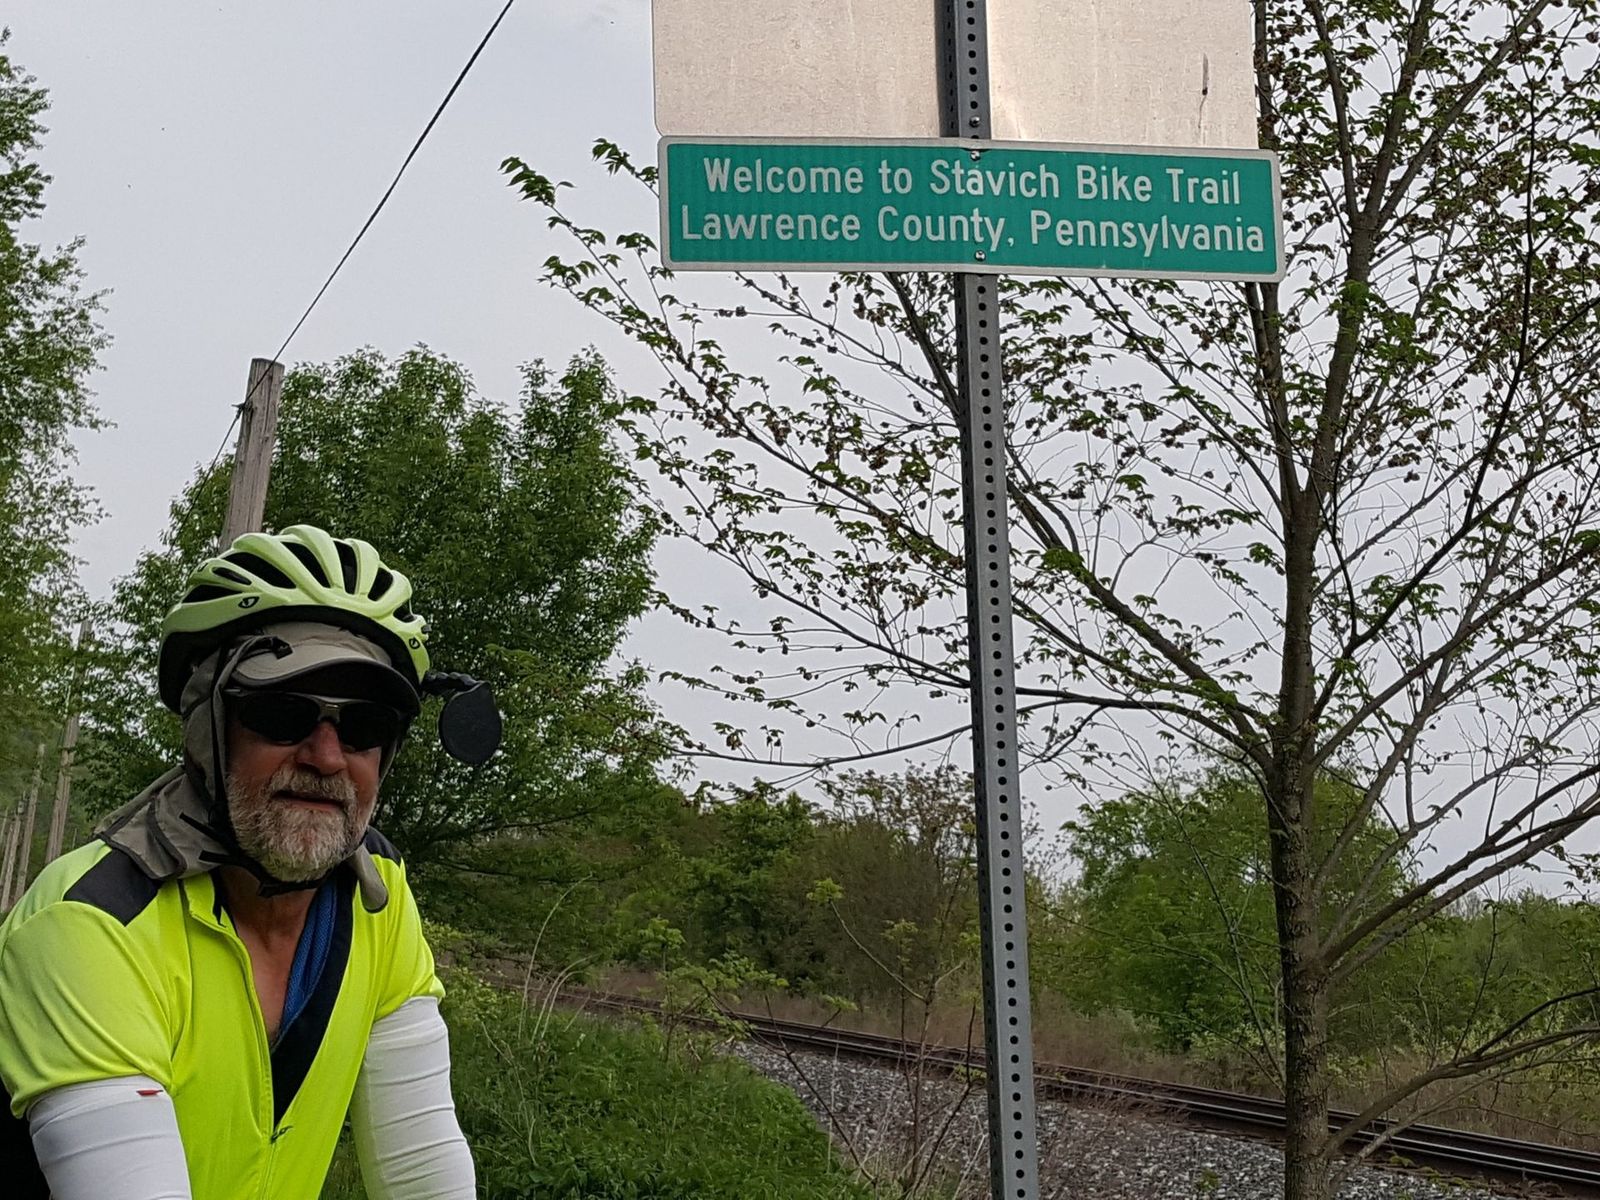 Welcome to Stavich Bike Trail
Lawrence County, Pennsylvania